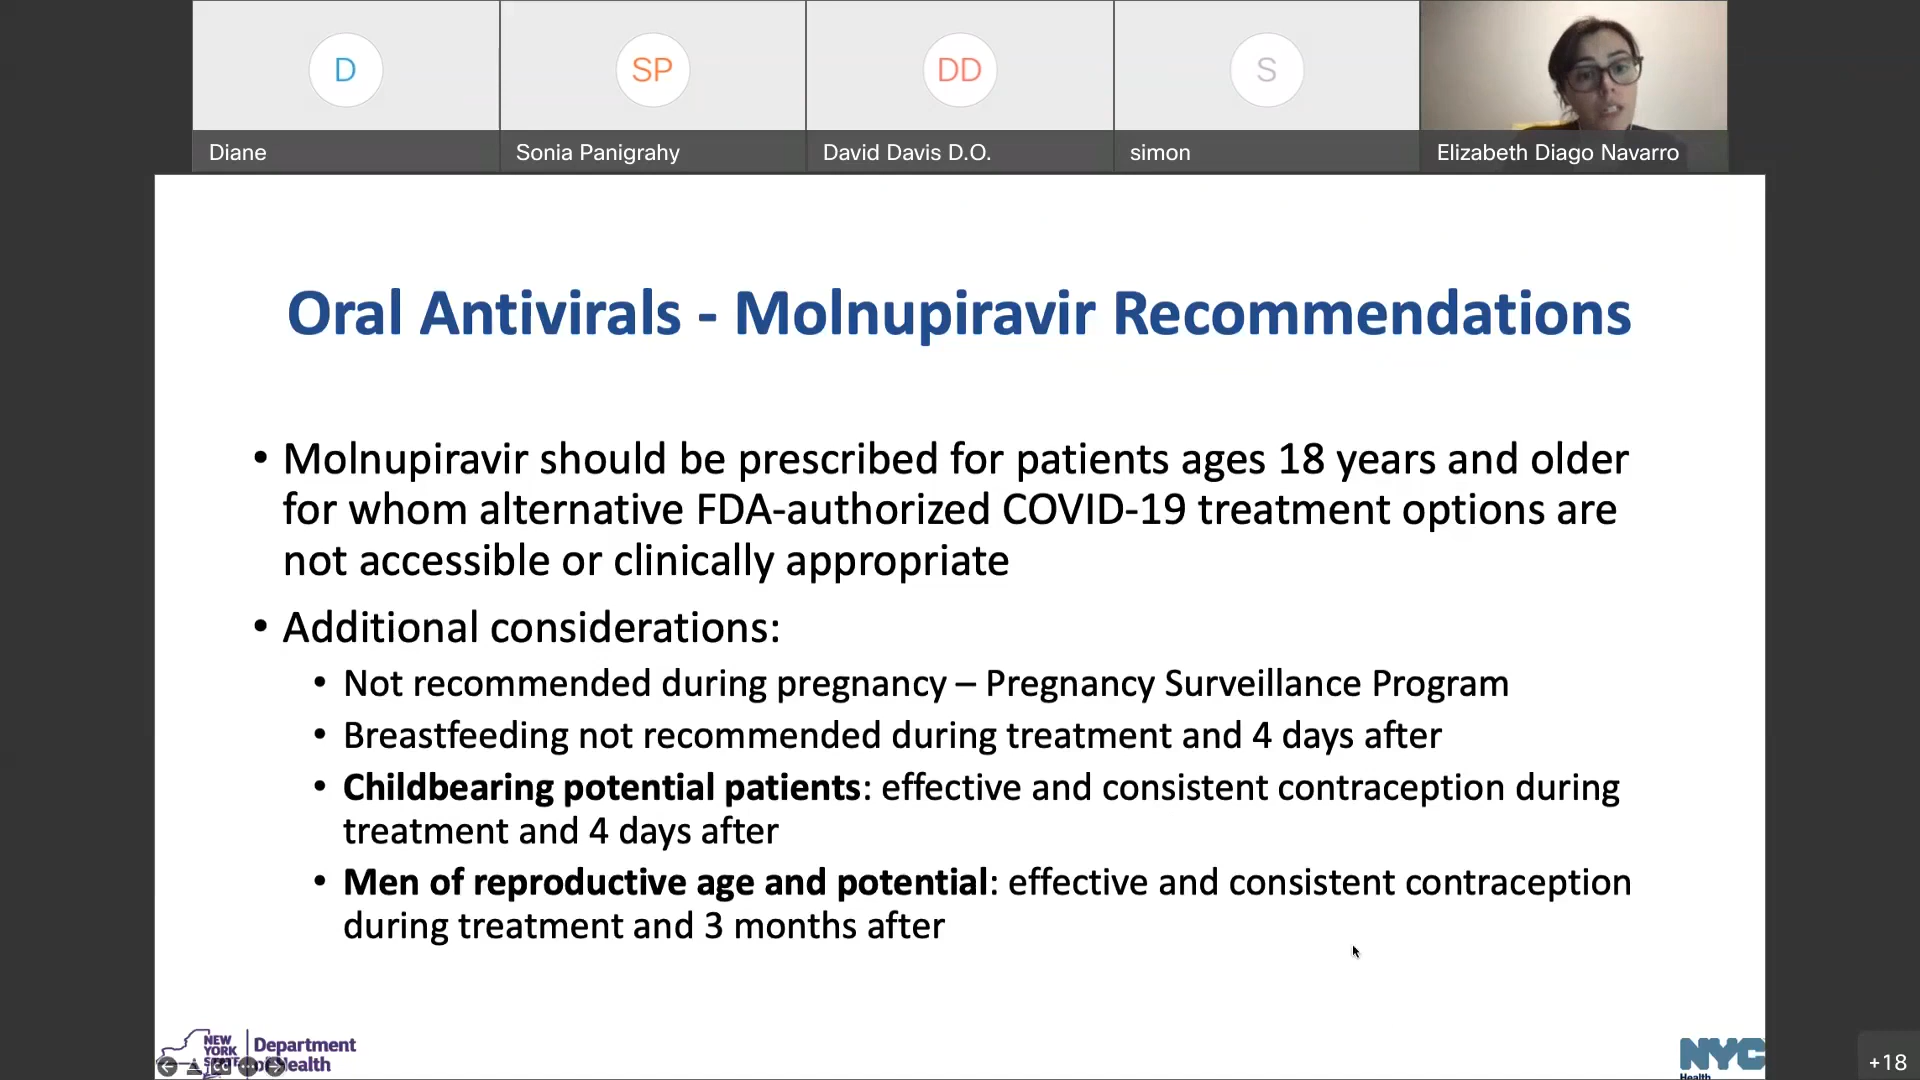 D
SP
DD
S
Diane
Sonia Panigrahy
David Davis D.O.
simon
Elizabeth Diago Navarro
Oral Antivirals - Molnupiravir Recommendations
• Molnupiravir should be prescribed for patients ages 18 years and older
for whom alternative FDA-authorized COVID-19 treatment options are
not accessible or clinically appropriate
• Additional considerations:
• Not recommended during pregnancy – Pregnancy Surveillance Program
• Breastfeeding not recommended during treatment and 4 days after
• Childbearing potential patients: effective and consistent contraception during
treatment and 4 days after
• Men of reproductive age and potential: effective and consistent contraception
during treatment and 3 months after
NEW
YORK
STATE
Department
of Health
NYC
Health
+18